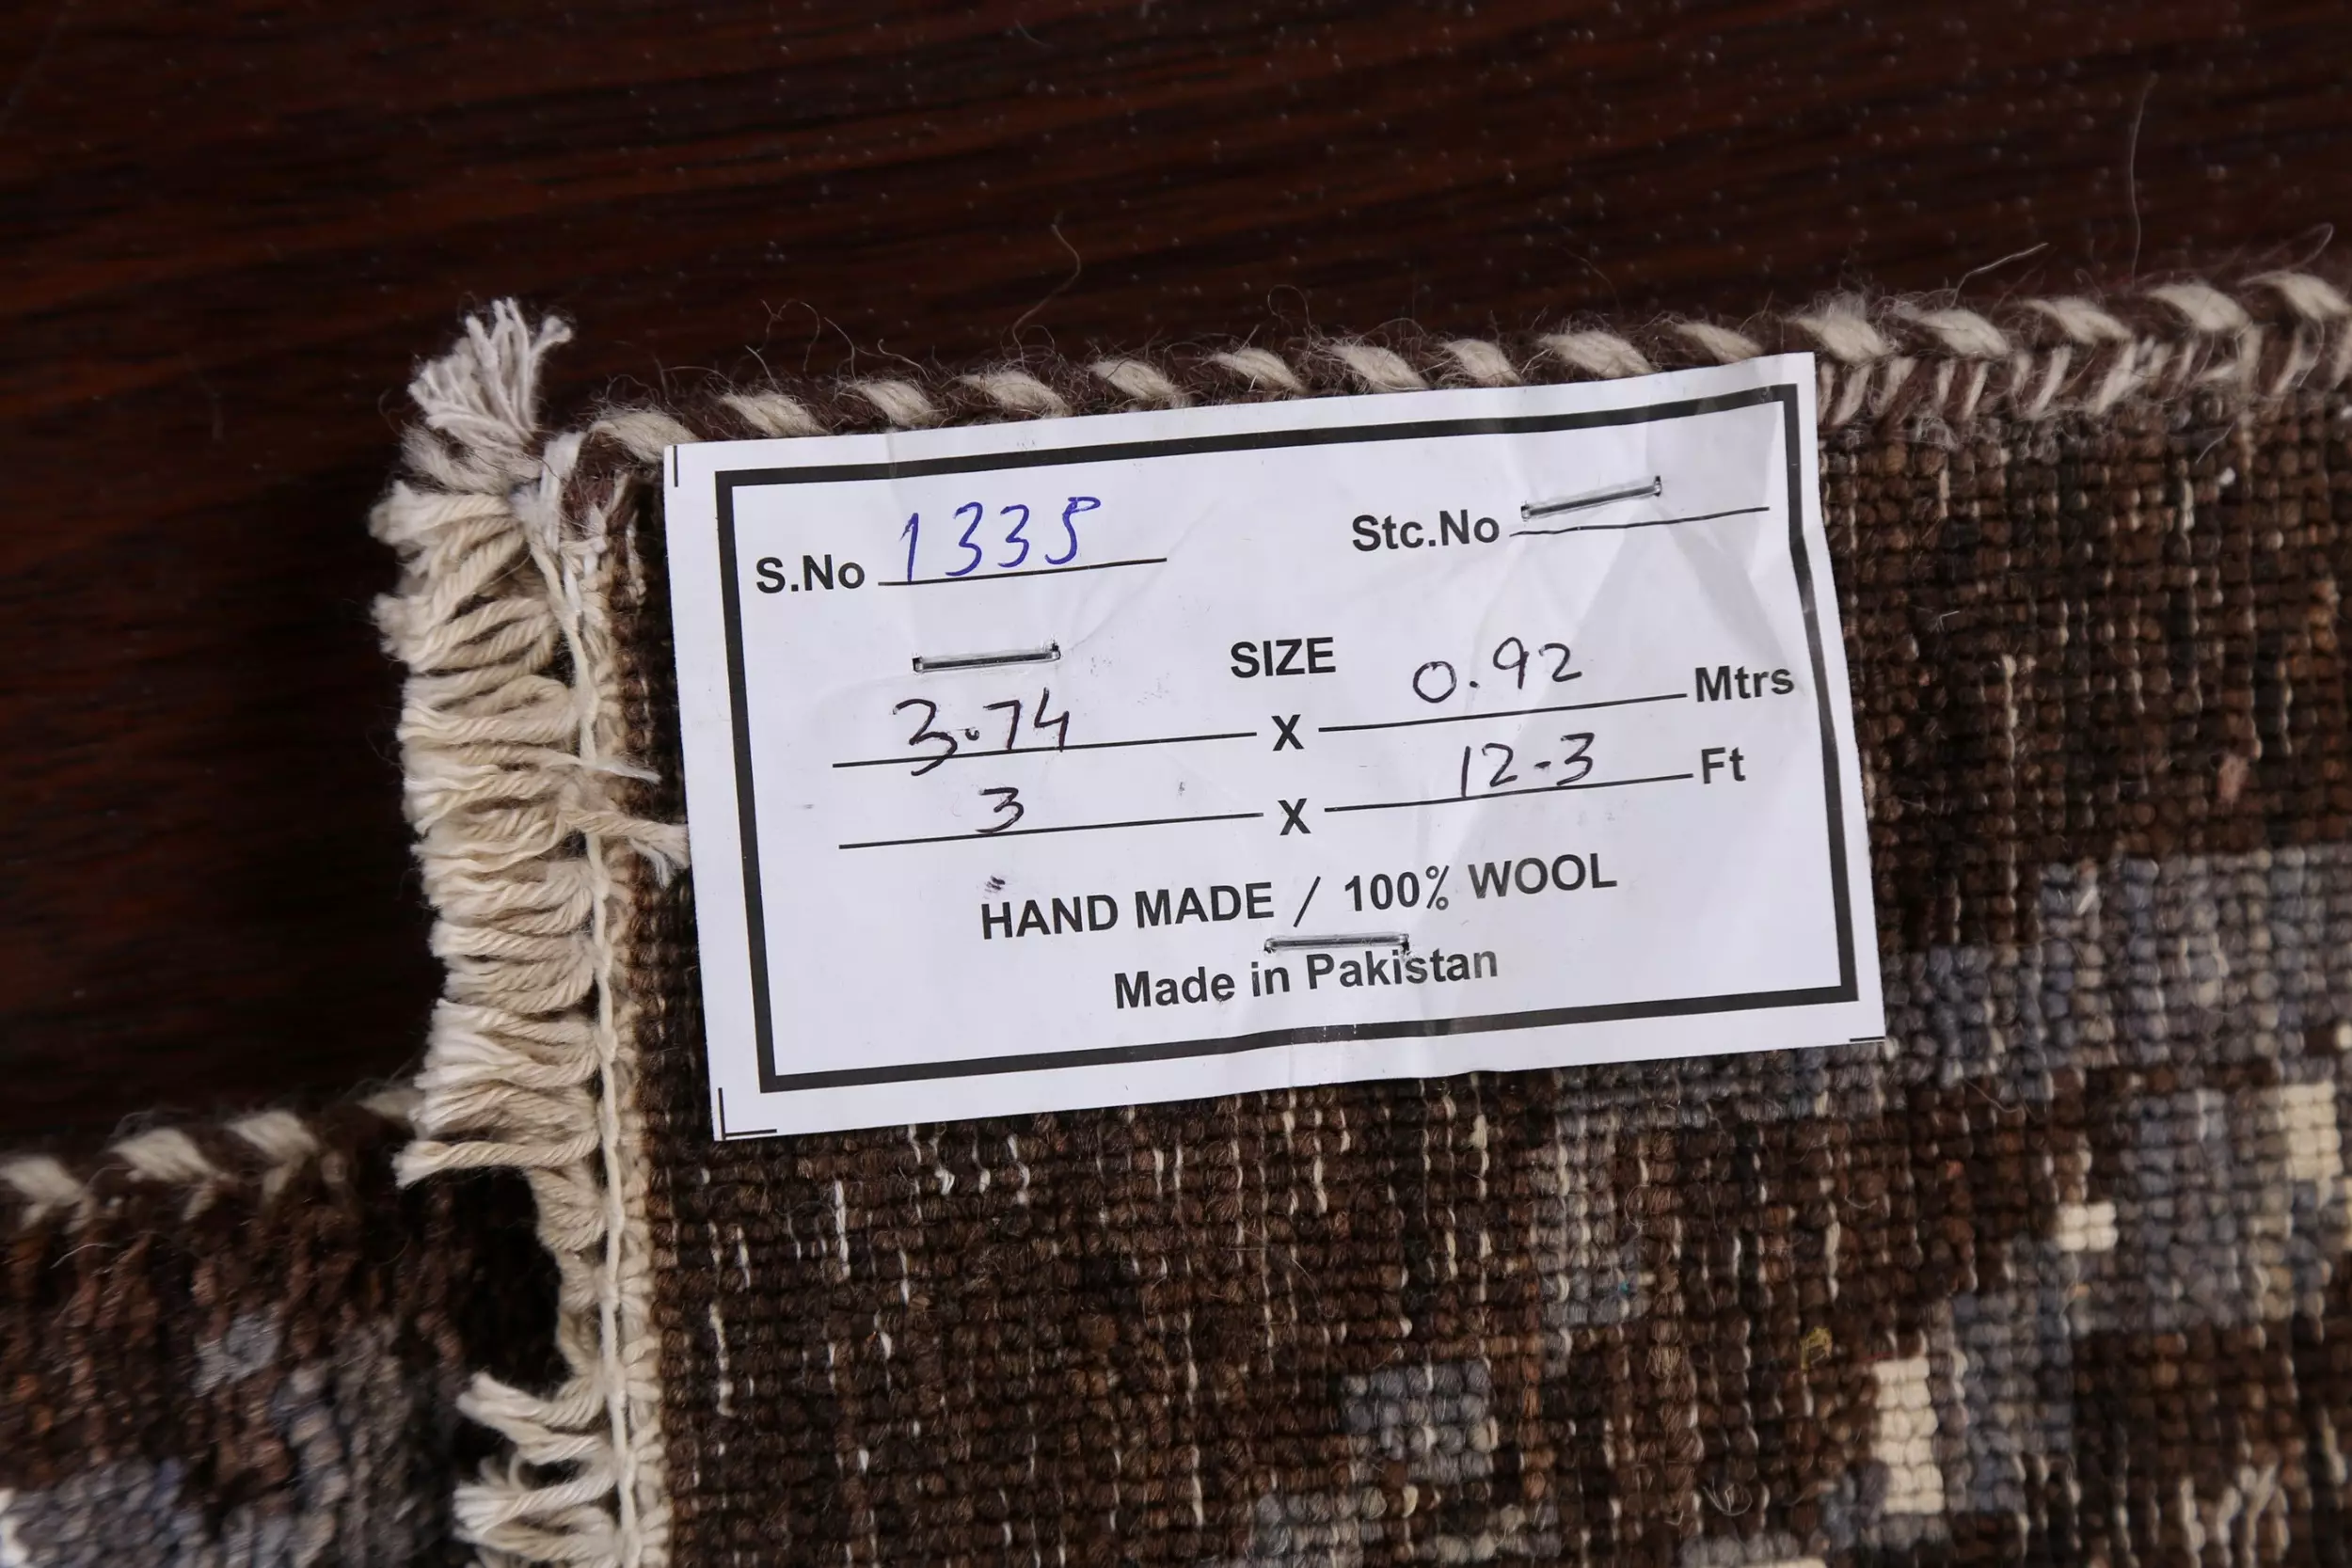 S.No 1335 Stc.No
SIZE
3.74 X 0.92 Mtrs
3 X 12-3 Ft
HAND MADE / 100% WOOL
Made in Pakistan